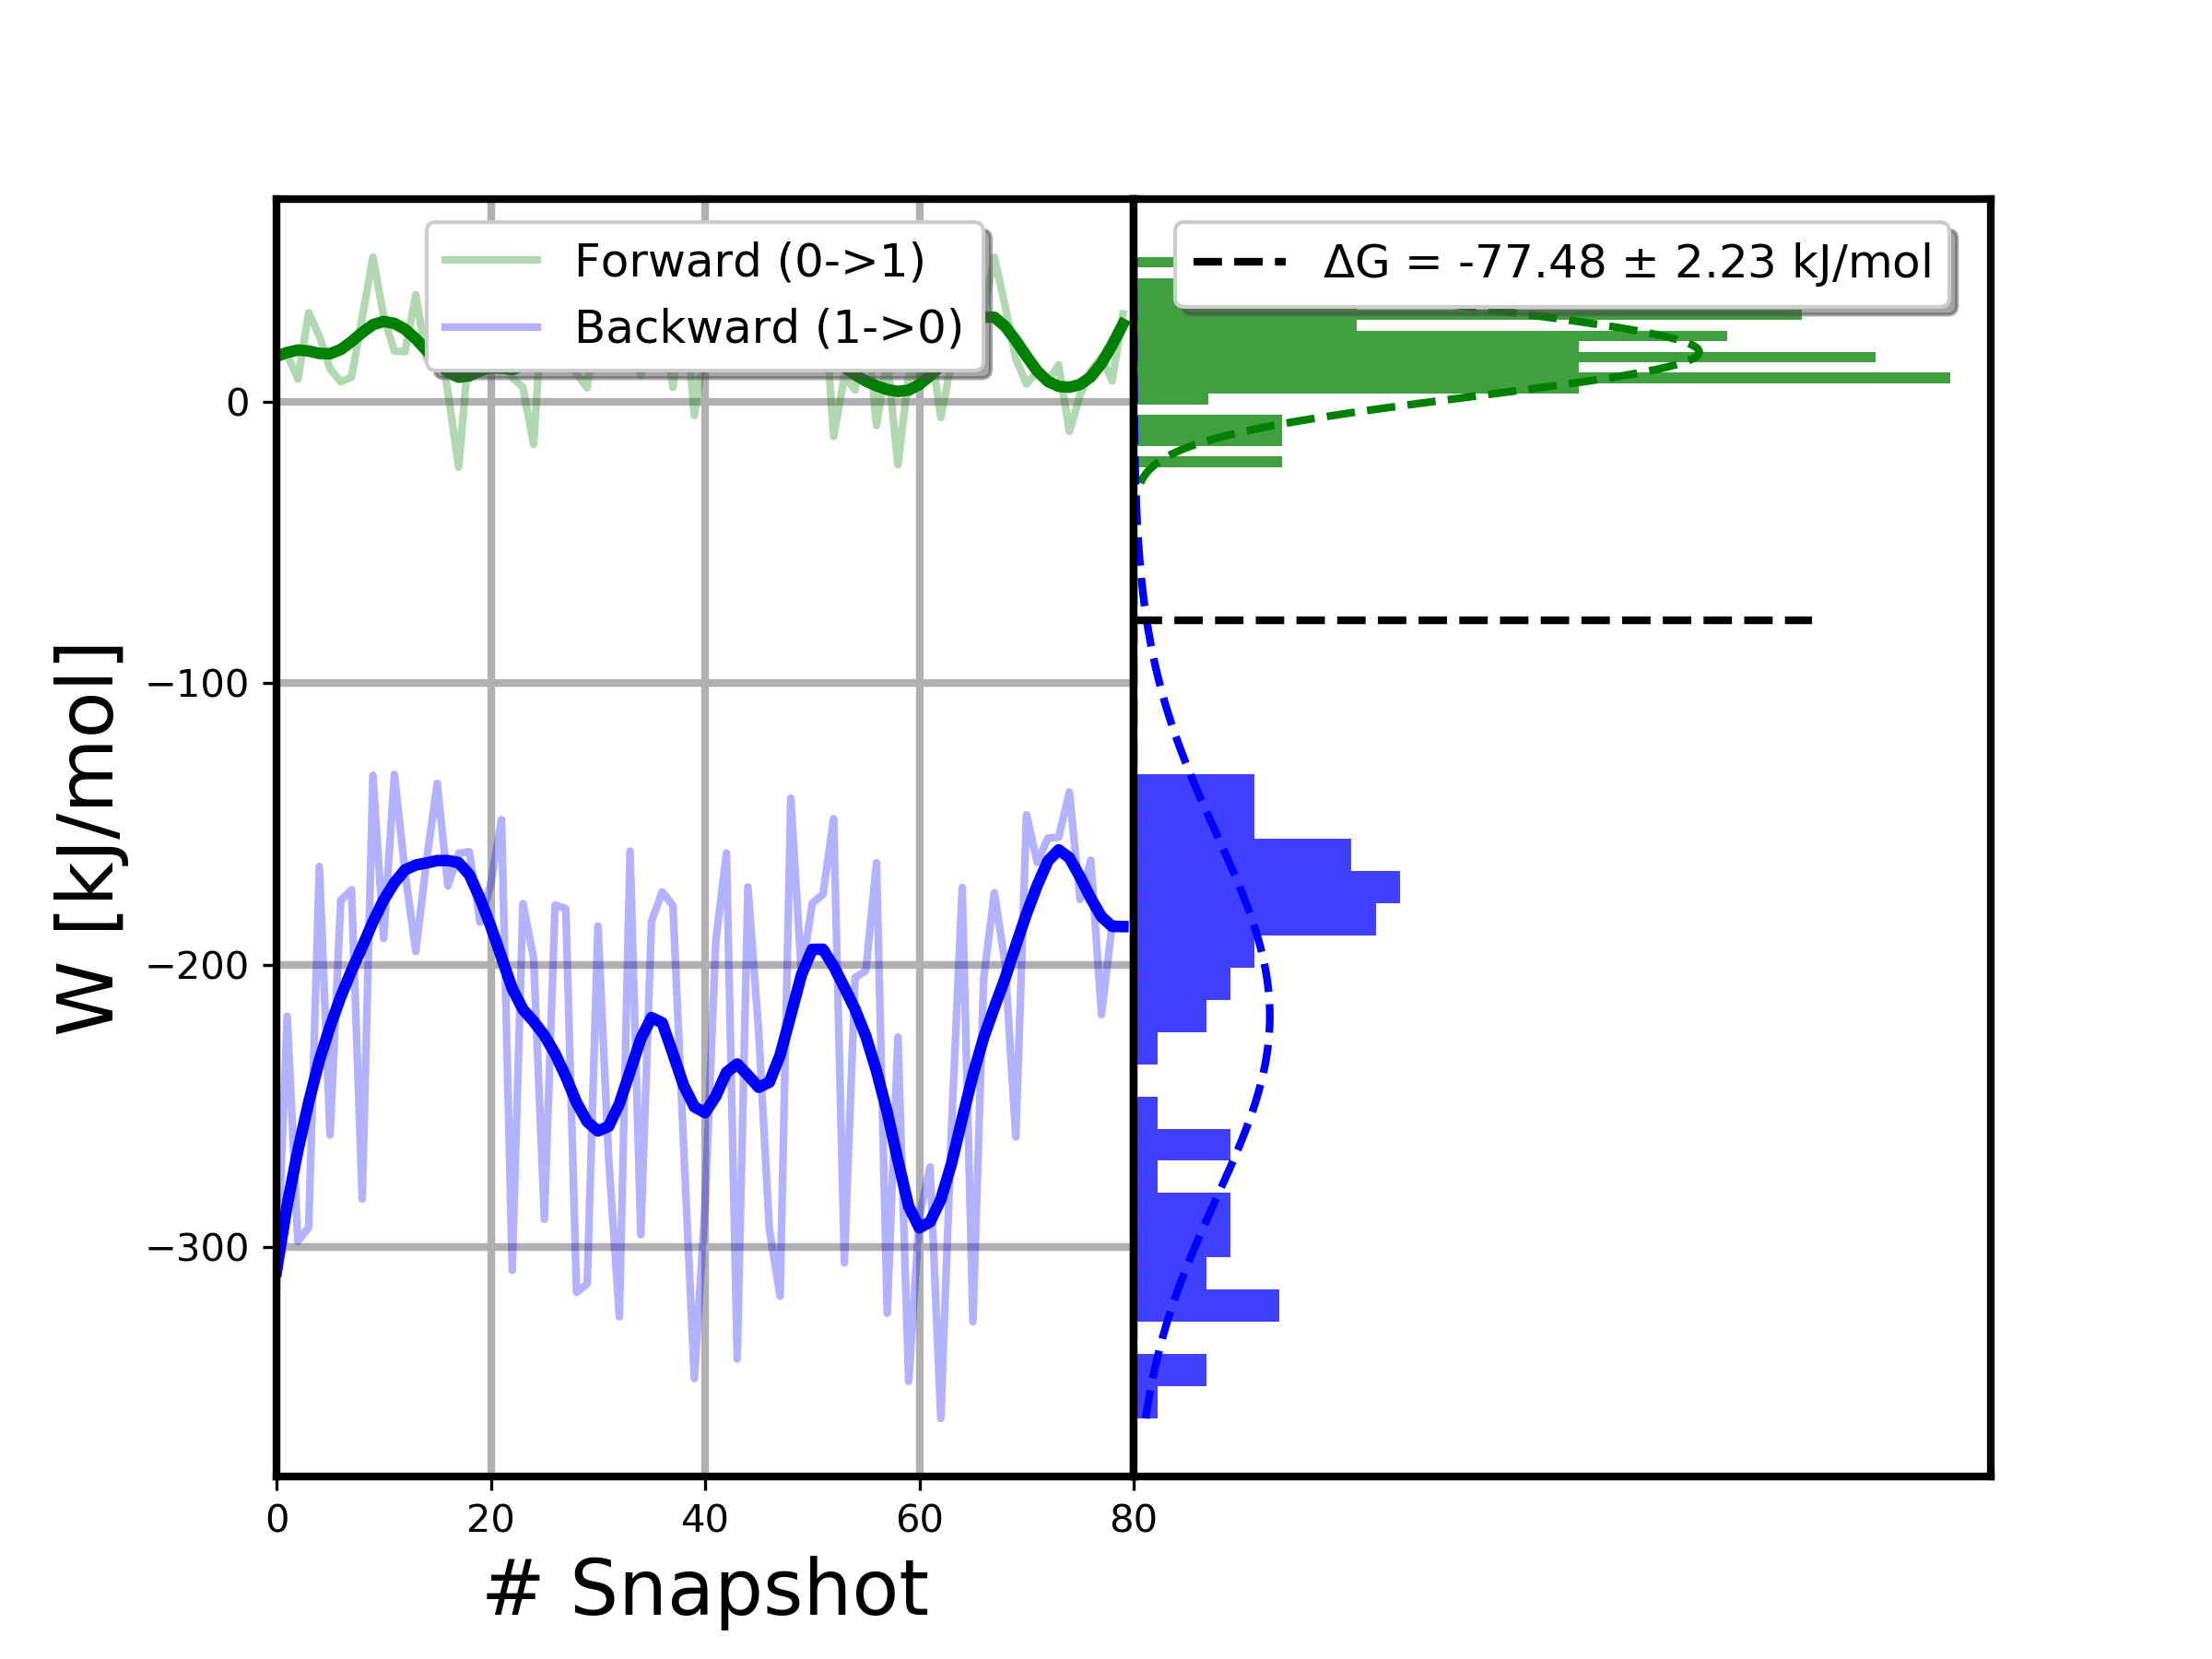 Forward (0->1)
Backward (1->0)
ΔG = -77.48 ± 2.23 kJ/mol
W [kJ/mol]
0
−100
−200
−300
0 20 40 60 80
# Snapshot